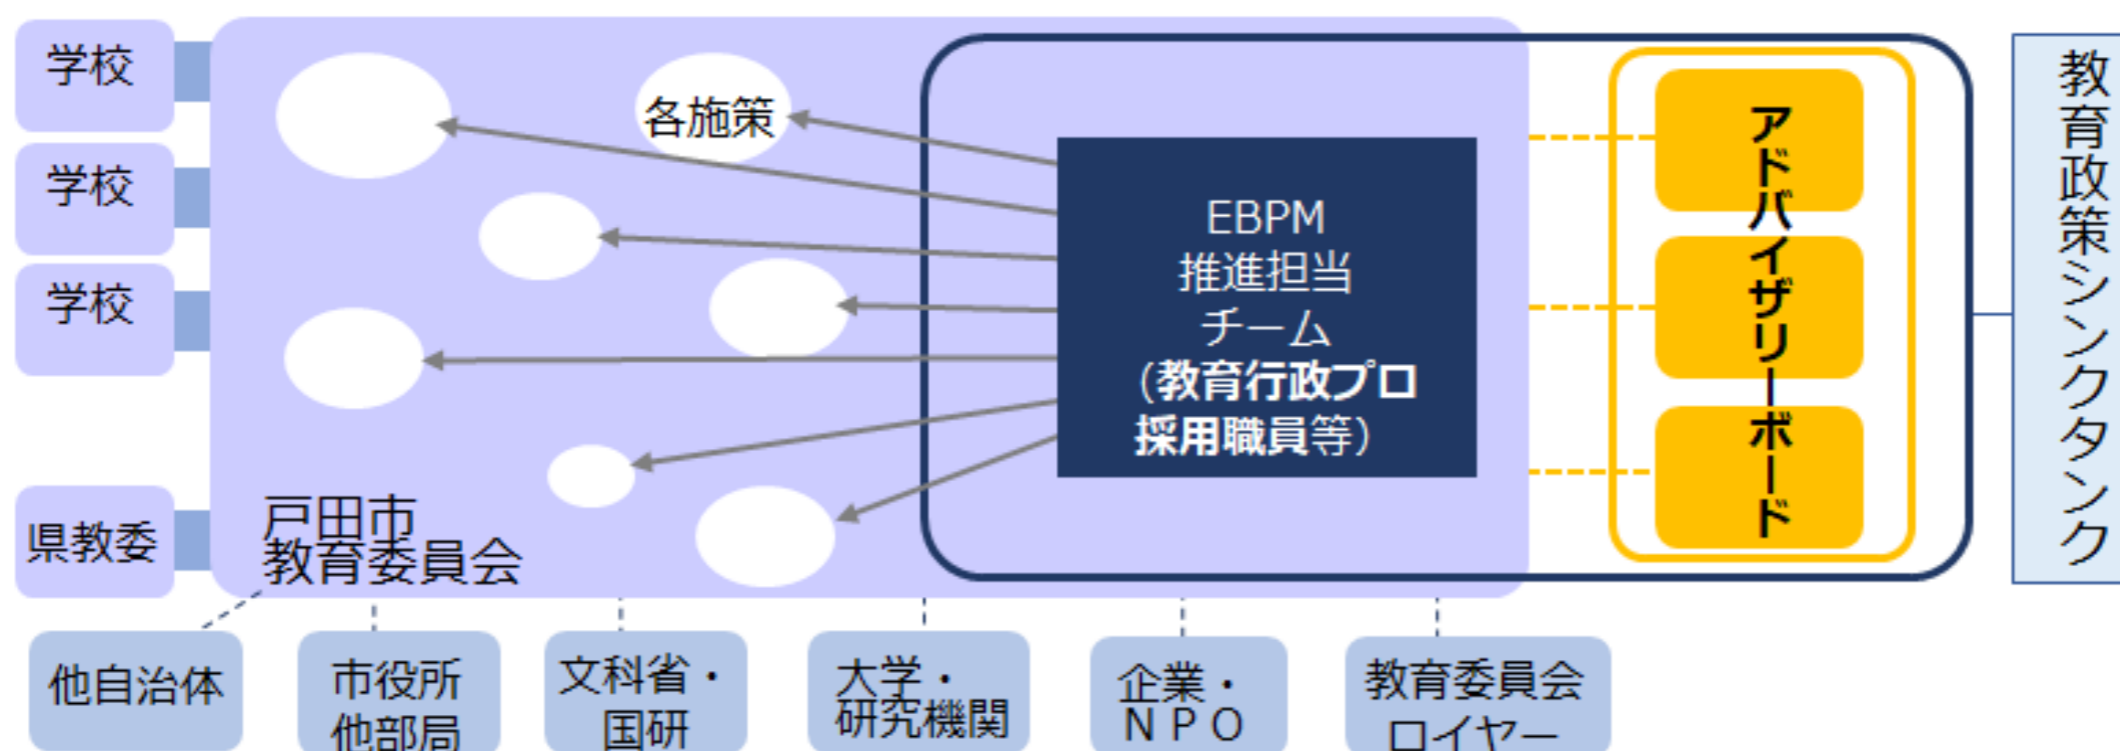 学校
学校
学校
県教委
各施策
戸田市
教育委員会
EBPM
推進担当
チーム
(教育行政プロ
採用職員等)
アドバイザリーボード
教育政策シンクタンク
他自治体
市役所
他部局
文科省・
国研
大学・
研究機関
企業・
ＮＰＯ
教育委員会
ロイヤー